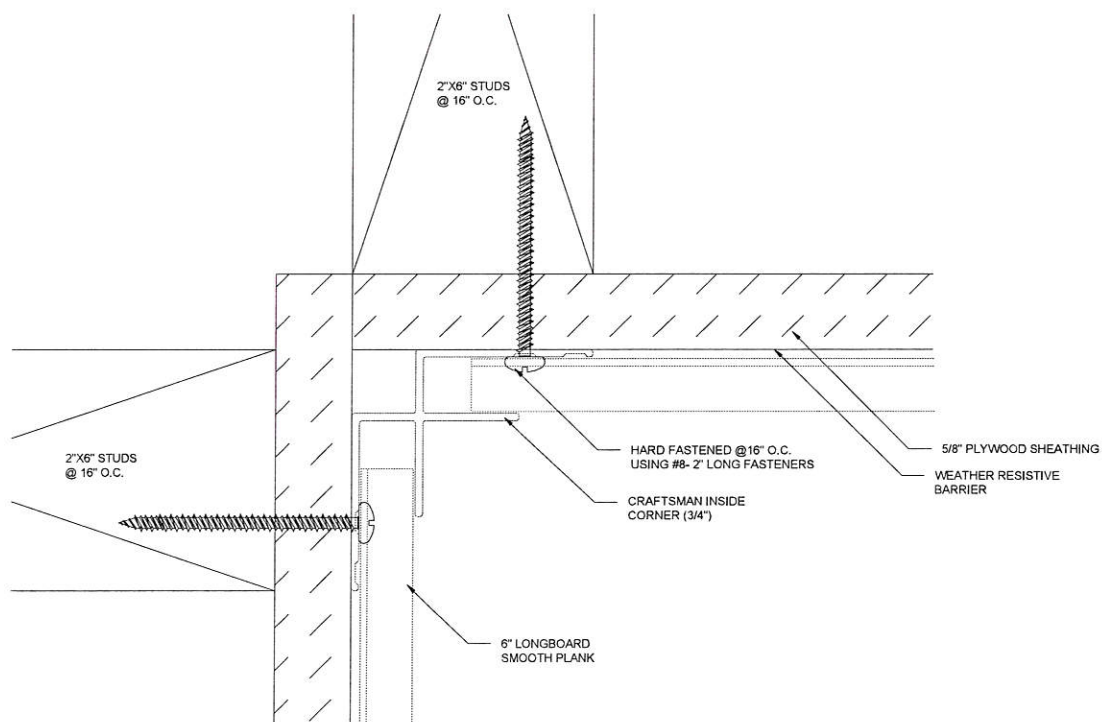 2"X6" STUDS
@ 16" O.C.
HARD FASTENED @16" O.C.
USING #8- 2" LONG FASTENERS
5/8" PLYWOOD SHEATHING
2"X6" STUDS
@ 16" O.C.
WEATHER RESISTIVE
BARRIER
CRAFTSMAN INSIDE
CORNER (3/4")
6" LONGBOARD
SMOOTH PLANK